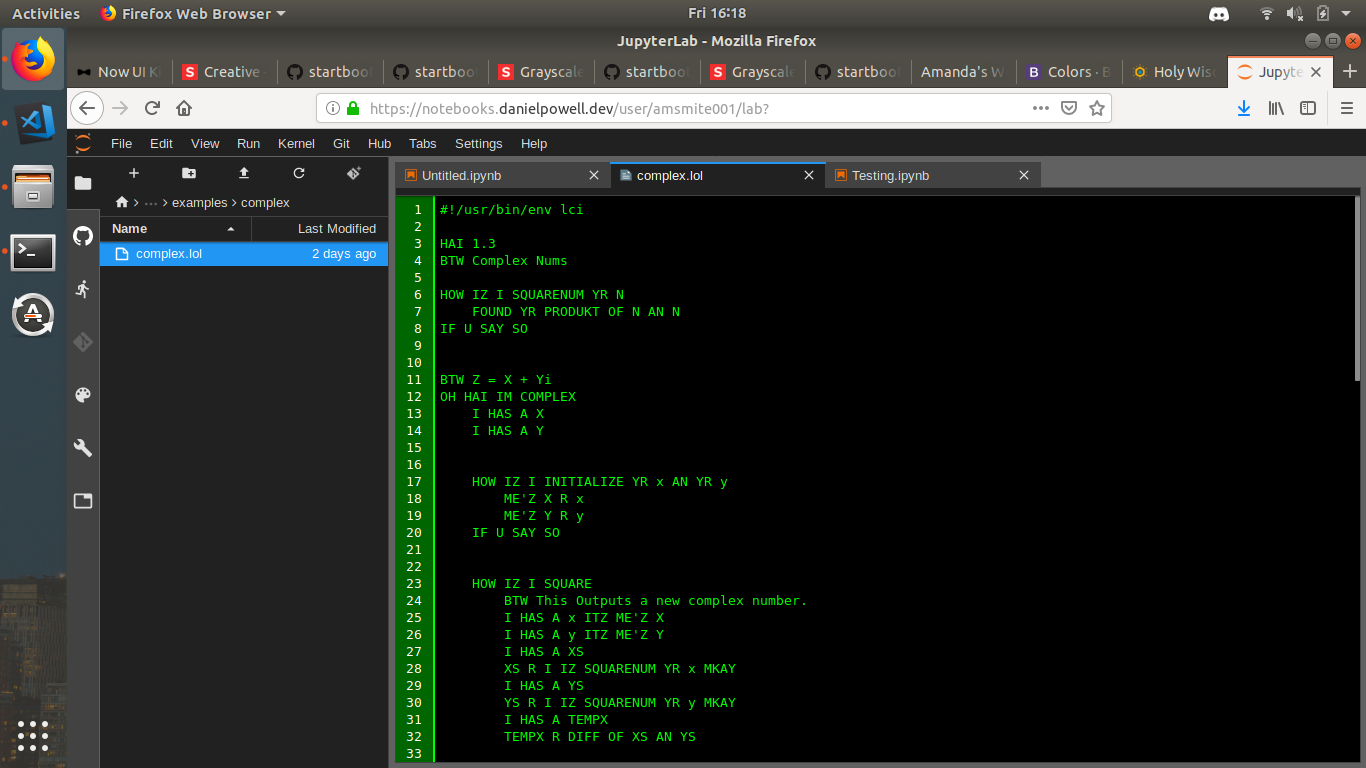 Activities Firefox Web Browser Fri 16:18
JupyterLab - Mozilla Firefox
Now UI Ki Creative startboot startboot Grayscale startboot Grayscale startboot Amanda's W Colors · B Holy Wis Jupyte
https://notebooks.danielpowell.dev/user/amsmite001/lab?
File Edit View Run Kernel Git Hub Tabs Settings Help
Untitled.ipynb complex.lol Testing.ipynb
... > examples > complex
Name Last Modified
complex.lol 2 days ago
1 #!/usr/bin/env lci
2
3 HAI 1.3
4 BTW Complex Nums
5
6 HOW IZ I SQUARENUM YR N
7     FOUND YR PRODUKT OF N AN N
8 IF U SAY SO
9
10
11 BTW Z = X + Yi
12 OH HAI IM COMPLEX
13     I HAS A X
14     I HAS A Y
15
16
17     HOW IZ I INITIALIZE YR x AN YR y
18         ME'Z X R x
19         ME'Z Y R y
20     IF U SAY SO
21
22
23     HOW IZ I SQUARE
24         BTW This Outputs a new complex number.
25         I HAS A x ITZ ME'Z X
26         I HAS A y ITZ ME'Z Y
27         I HAS A XS
28         XS R I IZ SQUARENUM YR x MKAY
29         I HAS A YS
30         YS R I IZ SQUARENUM YR y MKAY
31         I HAS A TEMPX
32         TEMPX R DIFF OF XS AN YS
33